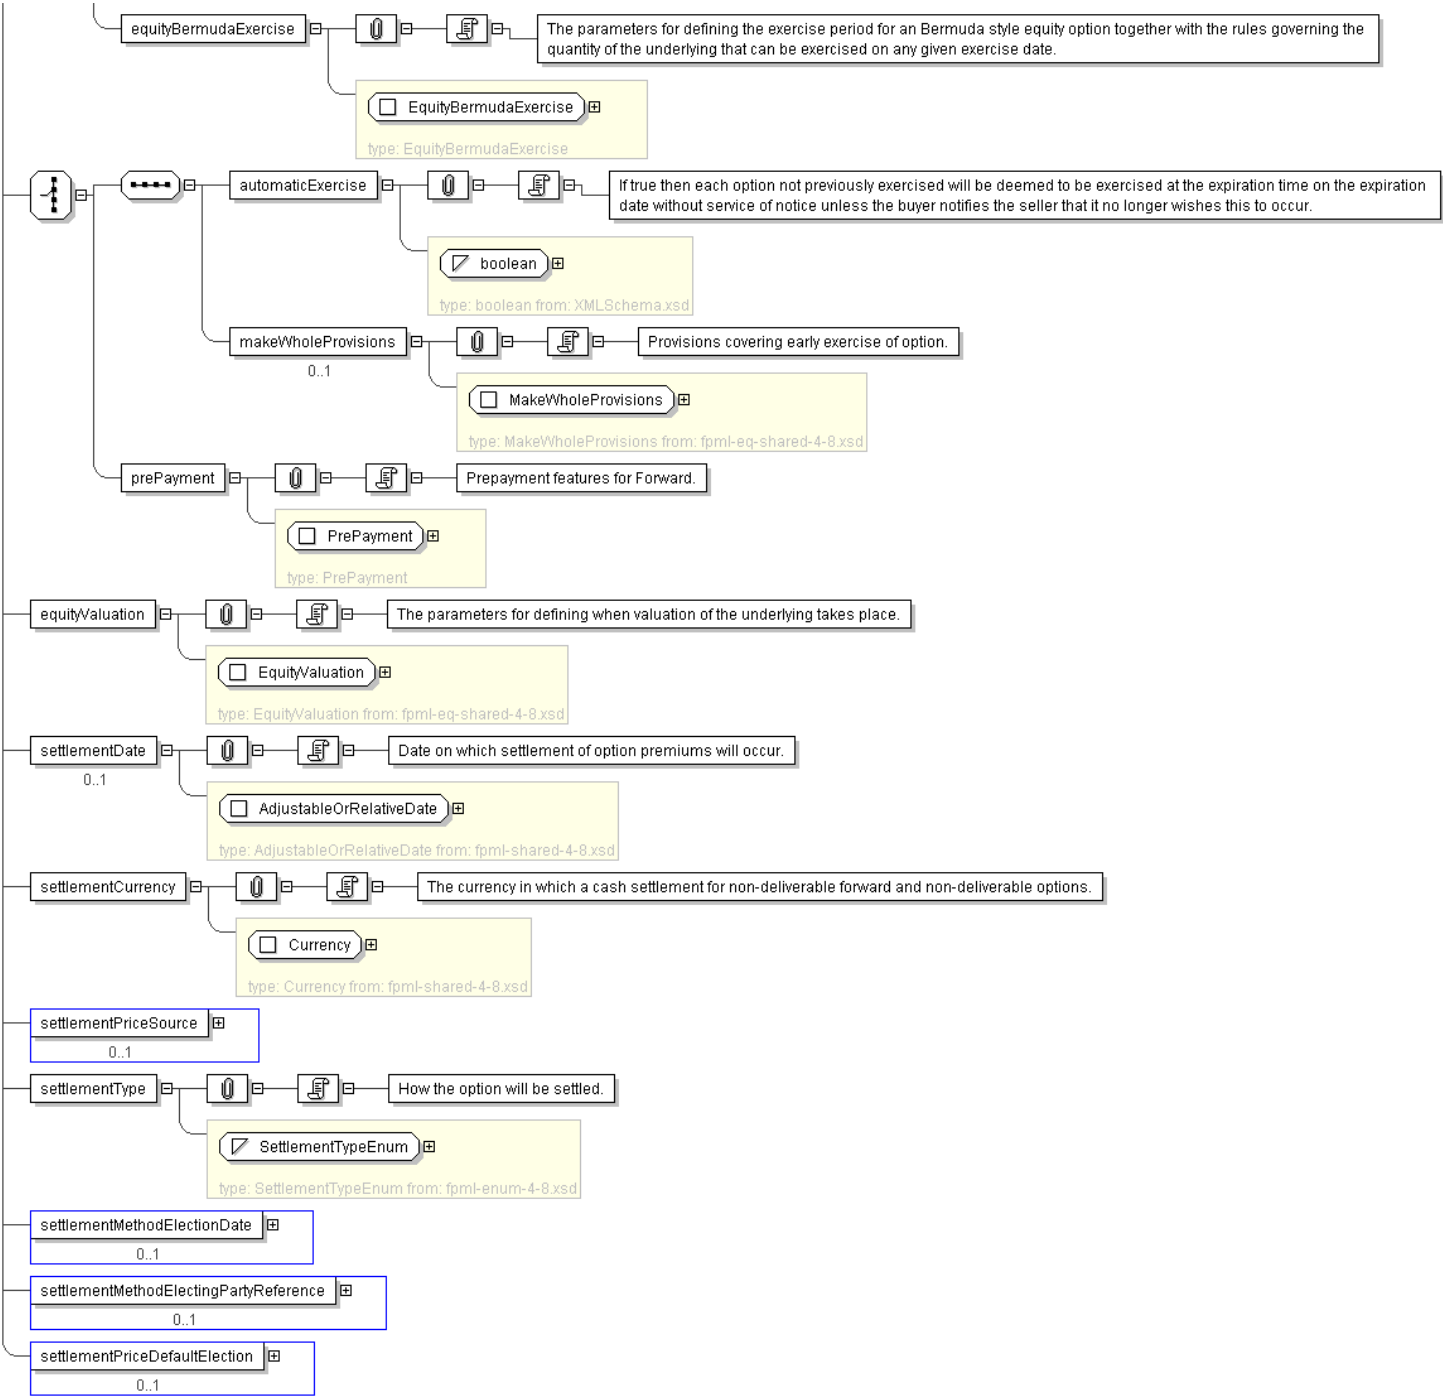 equityBermudaExercise
The parameters for defining the exercise period for an Bermuda style equity option together with the rules governing the
quantity of the underlying that can be exercised on any given exercise date.
EquityBermudaExercise
type: EquityBermudaExercise
automaticExercise
If true then each option not previously exercised will be deemed to be exercised at the expiration time on the expiration
date without service of notice unless the buyer notifies the seller that it no longer wishes this to occur.
boolean
type: boolean from: XMLSchema.xsd
makeWholeProvisions
Provisions covering early exercise of option.
0..1
MakeWholeProvisions
type: MakeWholeProvisions from: fpml-eq-shared-4-8.xsd
prePayment
Prepayment features for Forward.
PrePayment
type: PrePayment
equityValuation
The parameters for defining when valuation of the underlying takes place.
EquityValuation
type: EquityValuation from: fpml-eq-shared-4-8.xsd
settlementDate
Date on which settlement of option premiums will occur.
0..1
AdjustableOrRelativeDate
type: AdjustableOrRelativeDate from: fpml-shared-4-8.xsd
settlementCurrency
The currency in which a cash settlement for non-deliverable forward and non-deliverable options.
Currency
type: Currency from: fpml-shared-4-8.xsd
settlementPriceSource
0..1
settlementType
How the option will be settled.
SettlementTypeEnum
type: SettlementTypeEnum from: fpml-enum-4-8.xsd
settlementMethodElectionDate
0..1
settlementMethodElectingPartyReference
0..1
settlementPriceDefaultElection
0..1